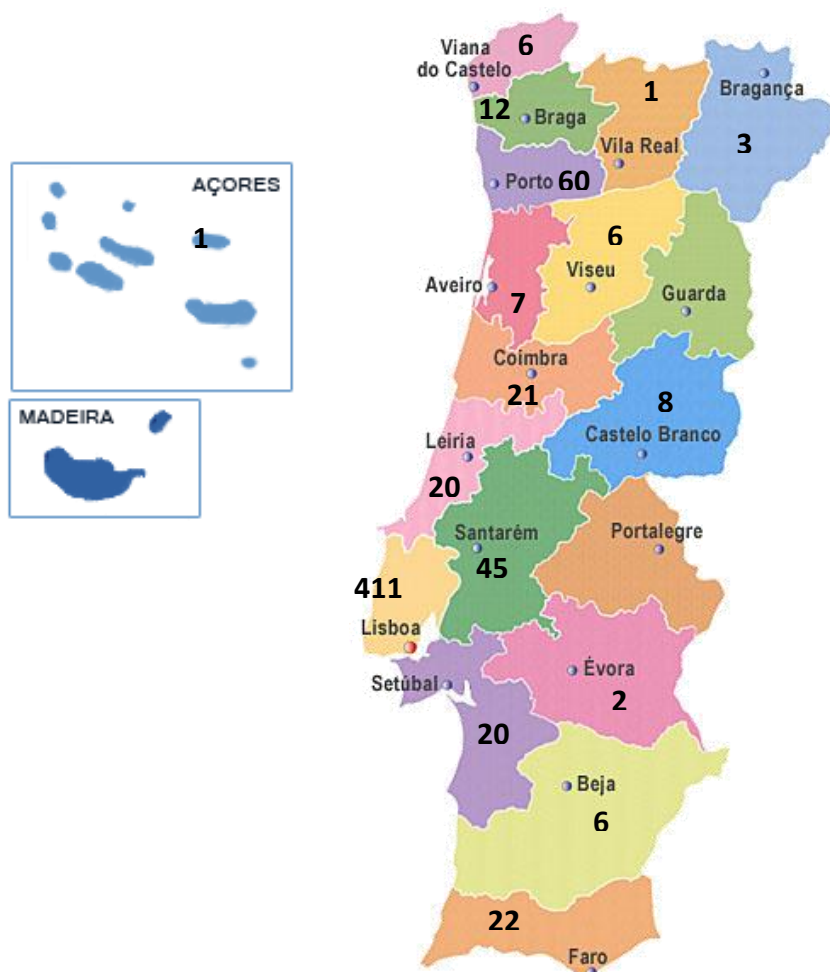 6
Viana
do Castelo
1
Bragança
12
Braga
3
Vila Real
Porto 60
AÇORES
1
6
Aveiro
Viseu
7
Guarda
Coimbra
21
8
MADEIRA
Leiria
Castelo Branco
20
Santarém
Portalegre
45
411
Lisboa
Setúbal
Évora
2
20
Beja
6
22
Faro